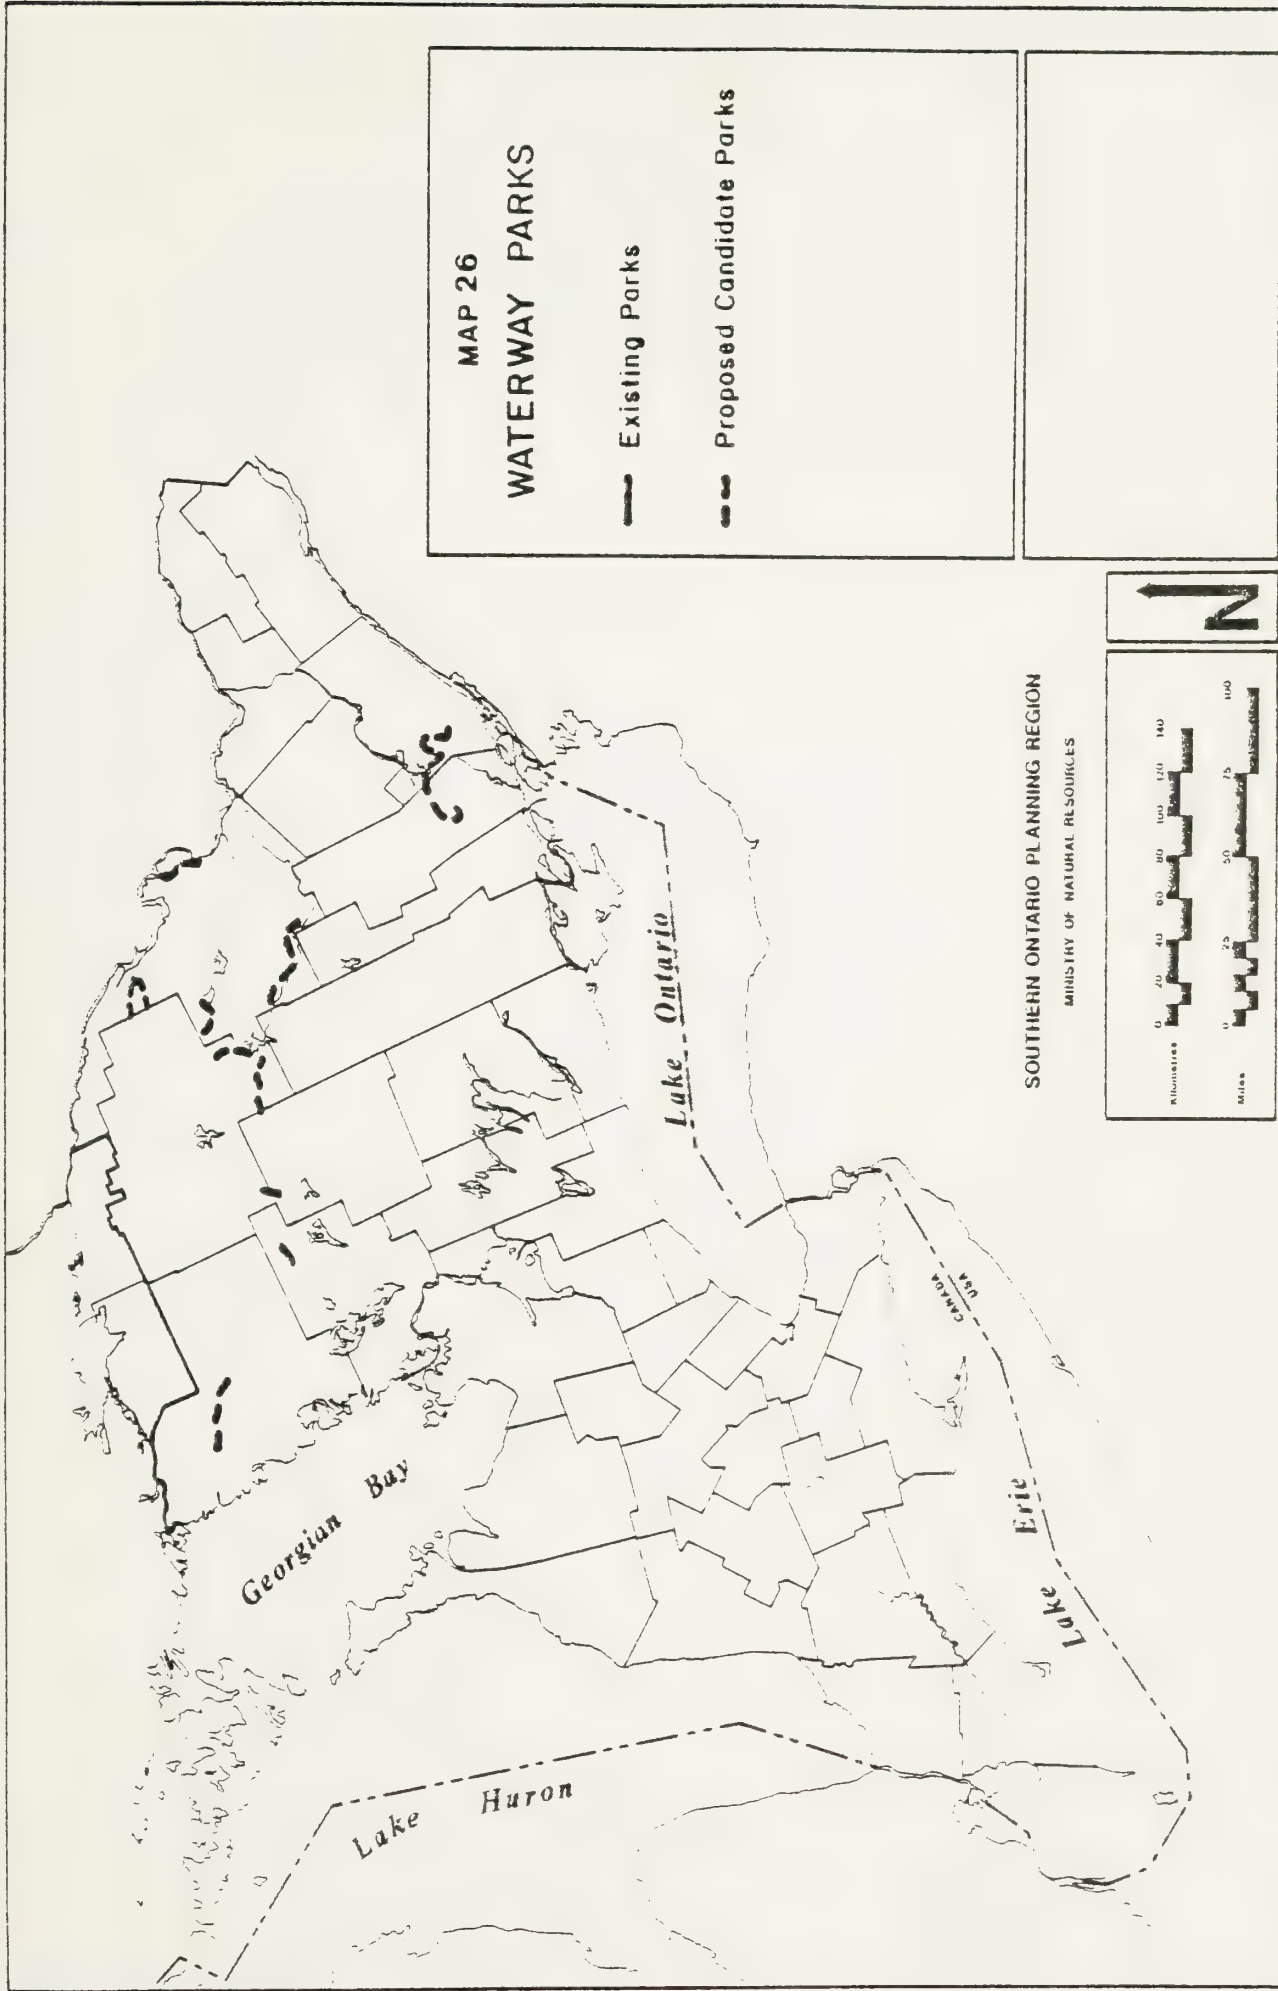 MAP 26
WATERWAY PARKS
Existing Parks
Proposed Candidate Parks
Georgian Bay
Lake Huron
Lake Ontario
Lake Erie
CANADA
USA
SOUTHERN ONTARIO PLANNING REGION
MINISTRY OF NATURAL RESOURCES
Kilometres
0 20 40 60 80 100 120 140
Miles
0 25 50 75 100
N